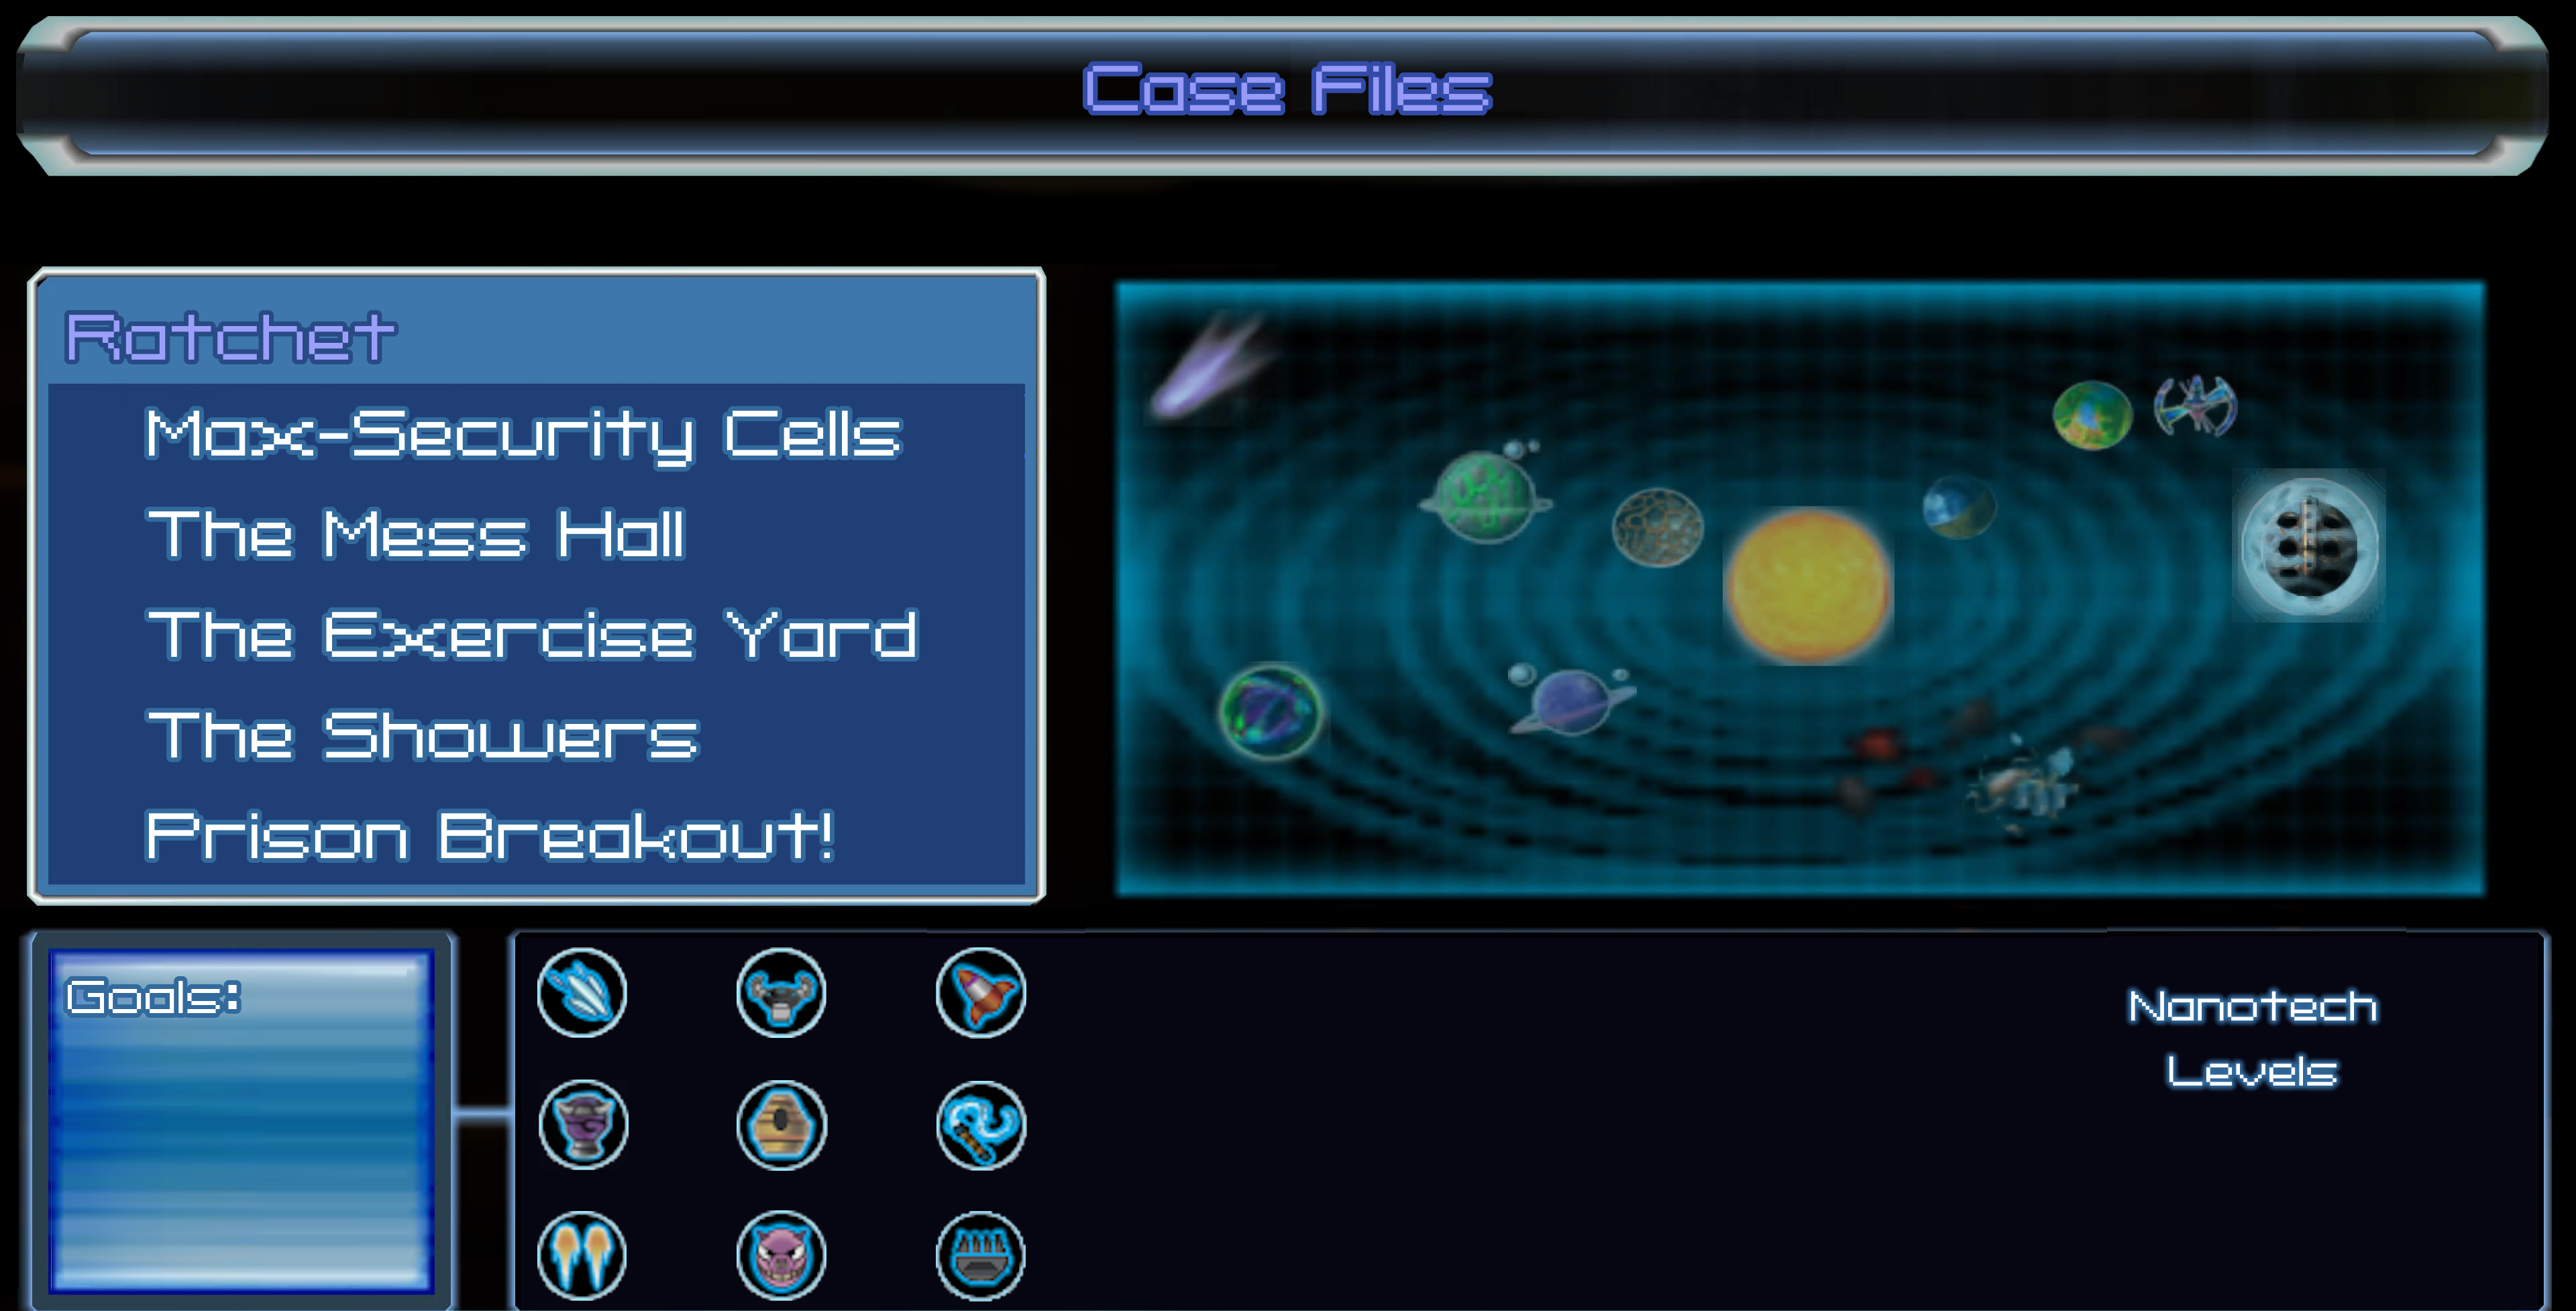 Case Files
Ratchet
Max-Security Cells
The Mess Hall
The Exercise Yard
The Showers
Prison Breakout!
Goals:
Nanotech
Levels